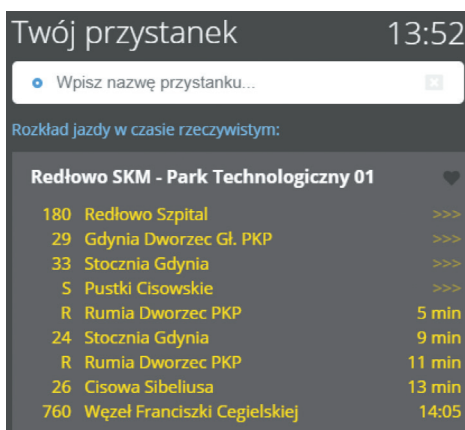 Twój przystanek 13:52
Wpisz nazwę przystanku...
Rozkład jazdy w czasie rzeczywistym:
Redłowo SKM - Park Technologiczny 01
180 Redłowo Szpital >>>
29 Gdynia Dworzec Gł. PKP >>>
33 Stocznia Gdynia >>>
S Pustki Cisowskie >>>
R Rumia Dworzec PKP 5 min
24 Stocznia Gdynia 9 min
R Rumia Dworzec PKP 11 min
26 Cisowa Sibeliusa 13 min
760 Węzeł Franciszki Cegielskiej 14:05